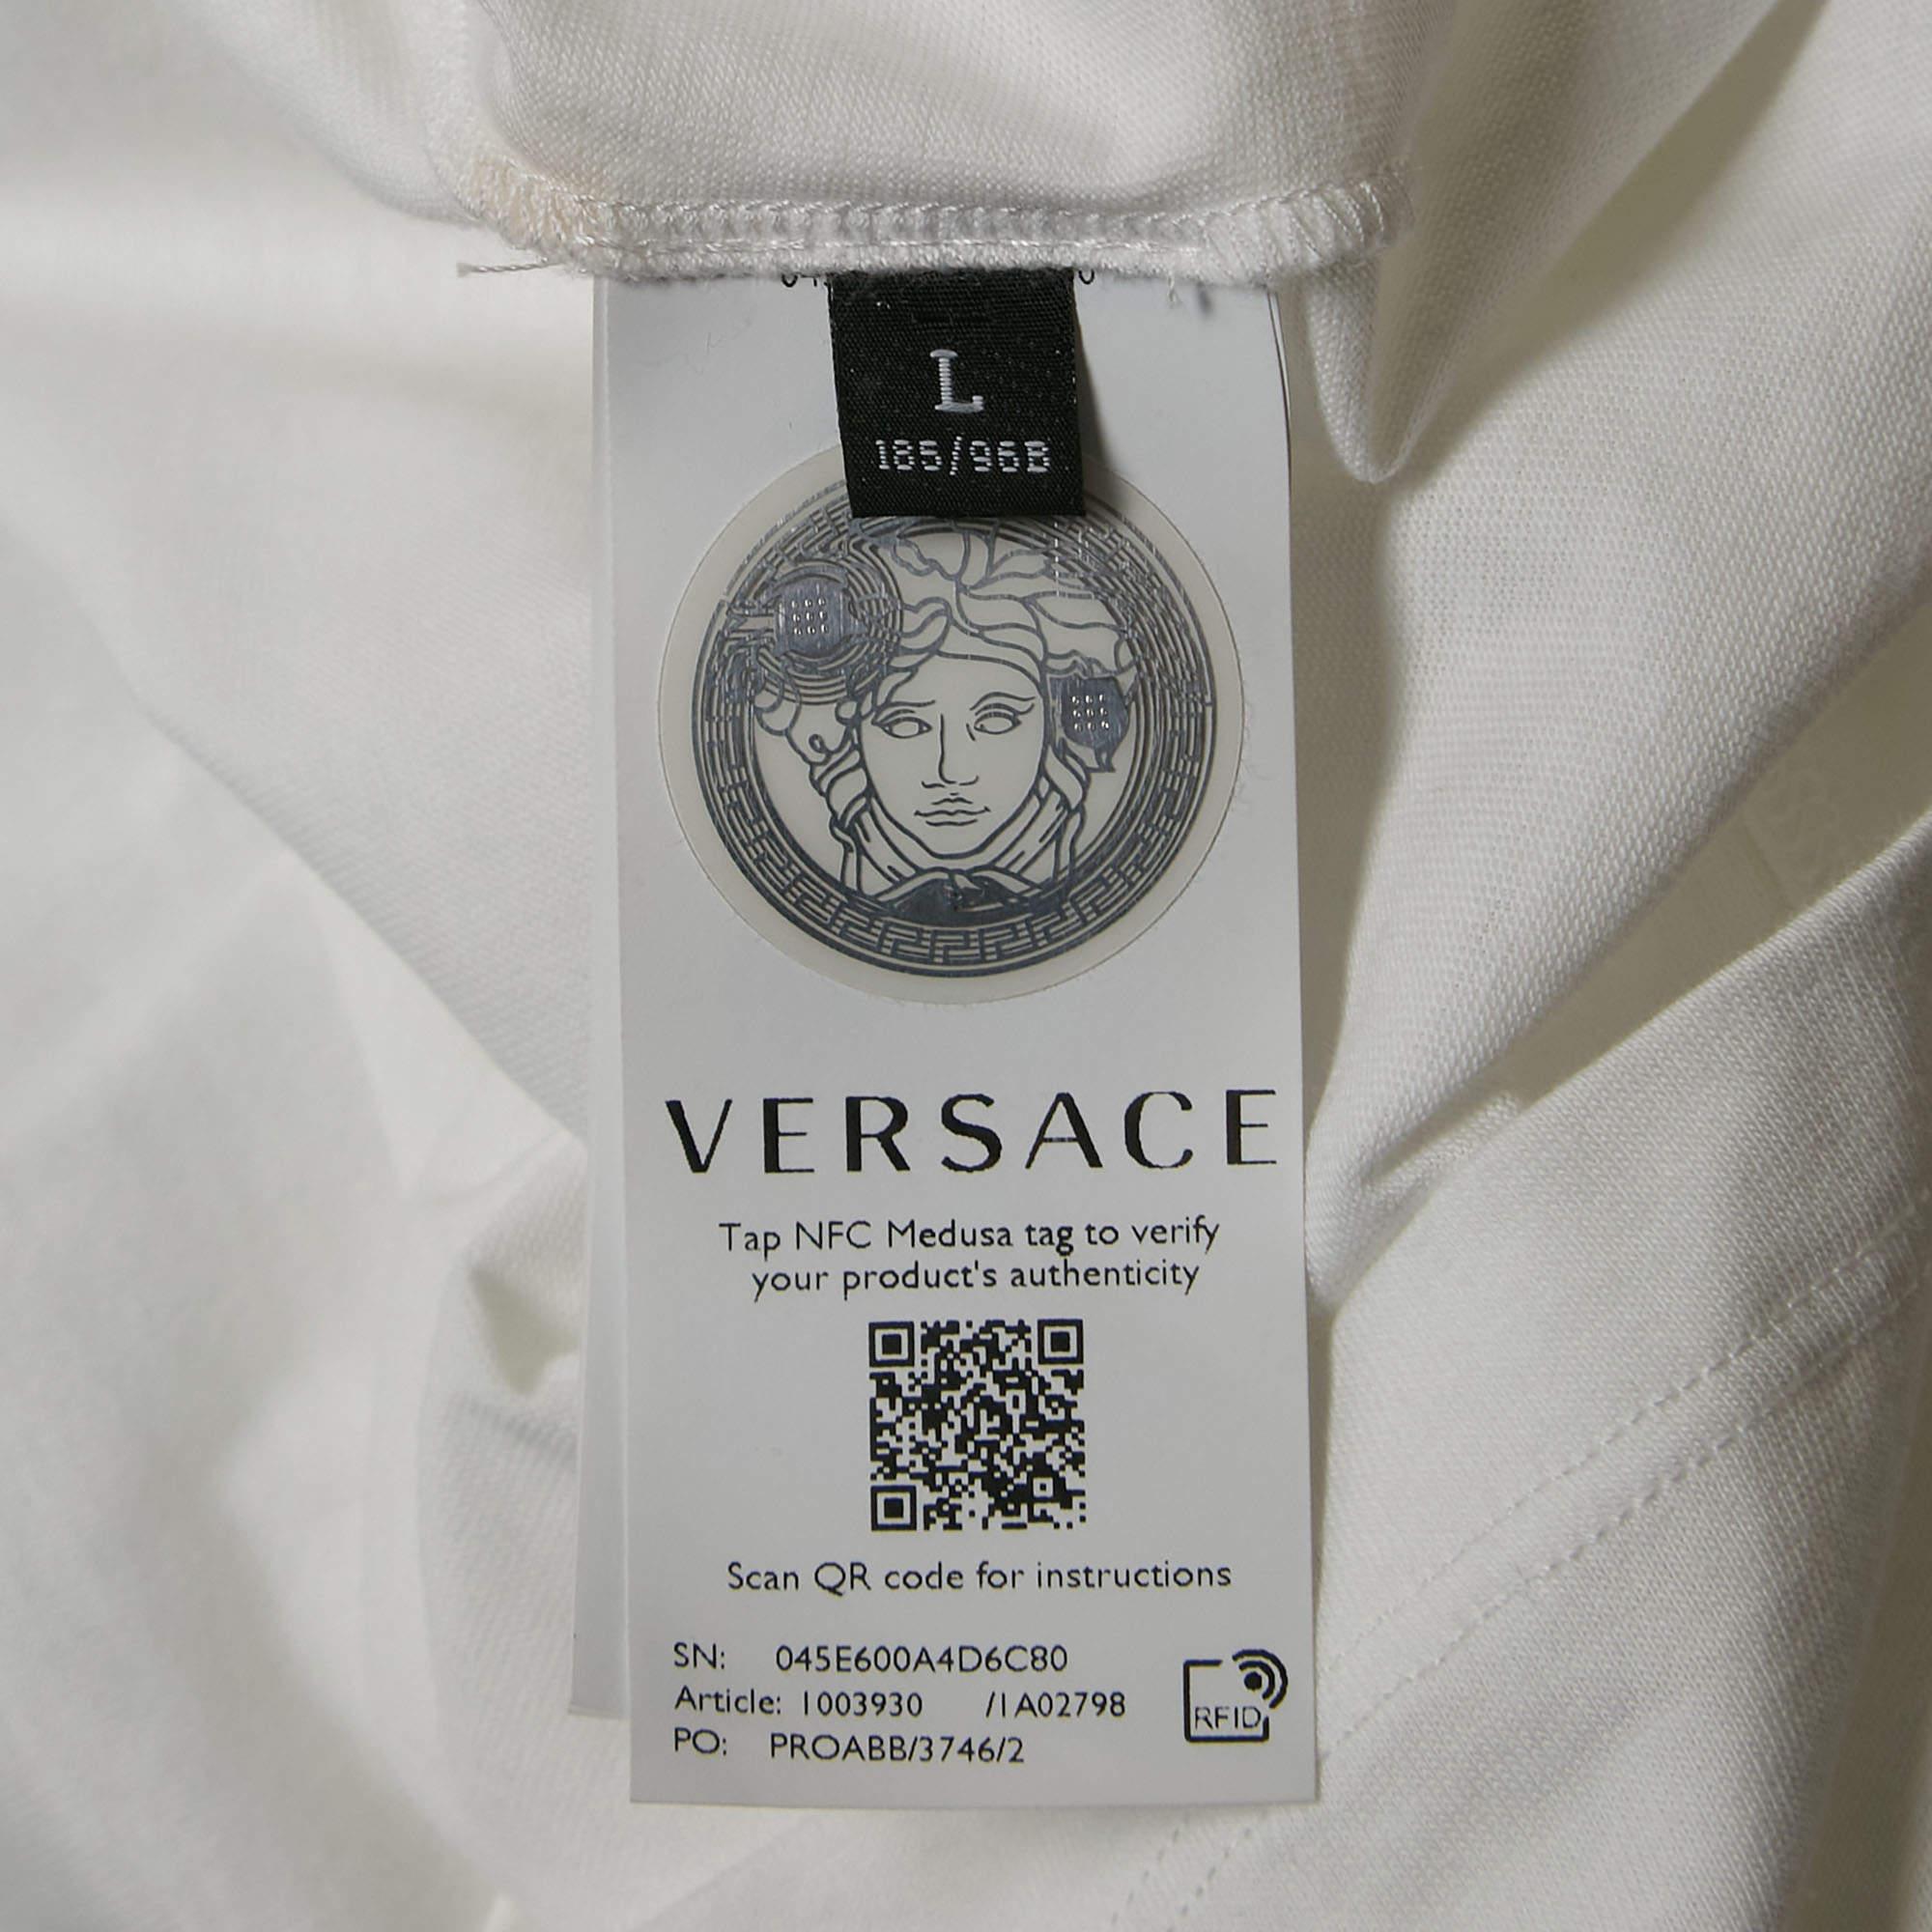 L
185/96B
VERSACE
Tap NFC Medusa tag to verify
your product's authenticity
Scan QR code for instructions
SN: 045E600A4D6C80
Article: 1003930 /1A02798
PO: PROABB/3746/2
RFID